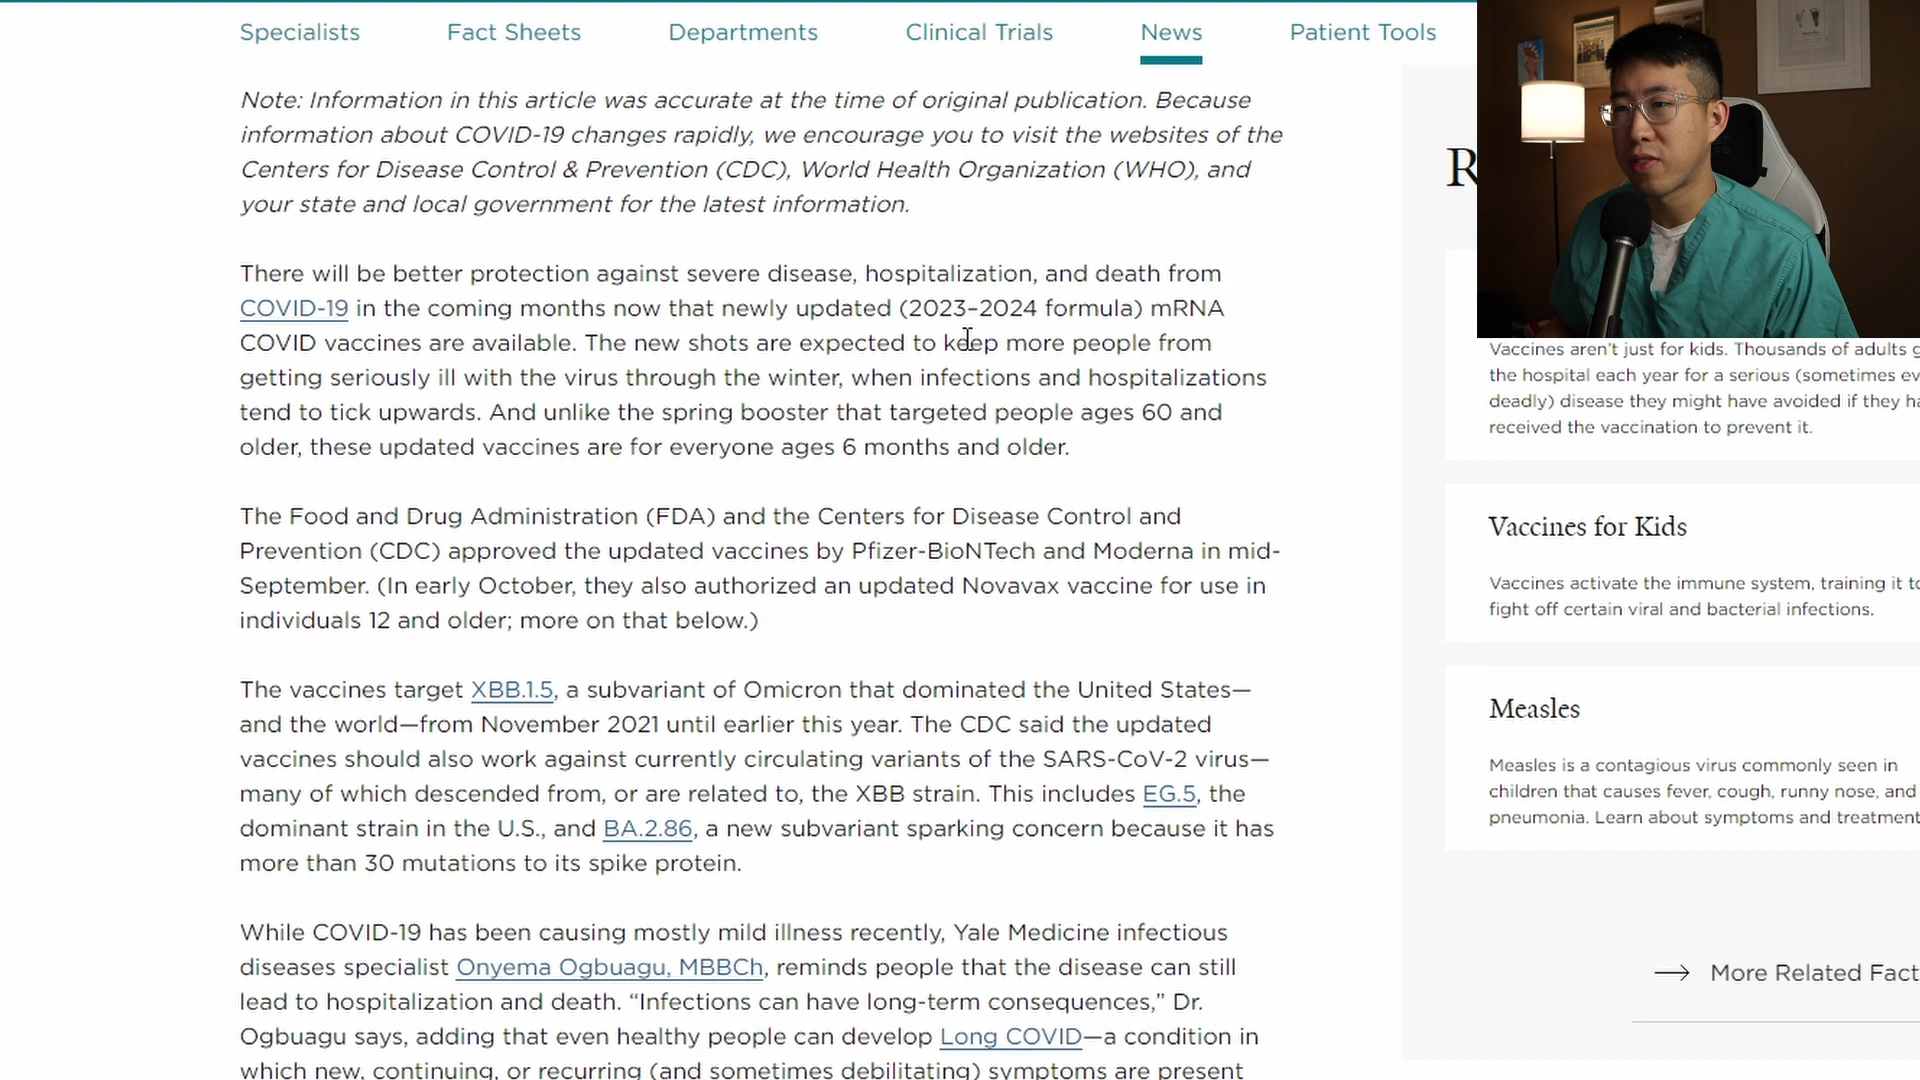 Specialists Fact Sheets Departments Clinical Trials News Patient Tools
Note: Information in this article was accurate at the time of original publication. Because
information about COVID-19 changes rapidly, we encourage you to visit the websites of the
Centers for Disease Control & Prevention (CDC), World Health Organization (WHO), and
your state and local government for the latest information.
There will be better protection against severe disease, hospitalization, and death from
COVID-19 in the coming months now that newly updated (2023–2024 formula) mRNA
COVID vaccines are available. The new shots are expected to keep more people from
getting seriously ill with the virus through the winter, when infections and hospitalizations
tend to tick upwards. And unlike the spring booster that targeted people ages 60 and
older, these updated vaccines are for everyone ages 6 months and older.
The Food and Drug Administration (FDA) and the Centers for Disease Control and
Prevention (CDC) approved the updated vaccines by Pfizer-BioNTech and Moderna in mid-
September. (In early October, they also authorized an updated Novavax vaccine for use in
individuals 12 and older; more on that below.)
The vaccines target XBB.1.5, a subvariant of Omicron that dominated the United States—
and the world—from November 2021 until earlier this year. The CDC said the updated
vaccines should also work against currently circulating variants of the SARS-CoV-2 virus—
many of which descended from, or are related to, the XBB strain. This includes EG.5, the
dominant strain in the U.S., and BA.2.86, a new subvariant sparking concern because it has
more than 30 mutations to its spike protein.
While COVID-19 has been causing mostly mild illness recently, Yale Medicine infectious
diseases specialist Onyema Ogbuagu, MBBCh, reminds people that the disease can still
lead to hospitalization and death. “Infections can have long-term consequences,” Dr.
Ogbuagu says, adding that even healthy people can develop Long COVID—a condition in
which new, continuing, or recurring (and sometimes debilitating) symptoms are present
R
Vaccines aren't just for kids. Thousands of adults g
the hospital each year for a serious (sometimes ev
deadly) disease they might have avoided if they ha
received the vaccination to prevent it.
Vaccines for Kids
Vaccines activate the immune system, training it to
fight off certain viral and bacterial infections.
Measles
Measles is a contagious virus commonly seen in
children that causes fever, cough, runny nose, and
pneumonia. Learn about symptoms and treatment
→ More Related Fact